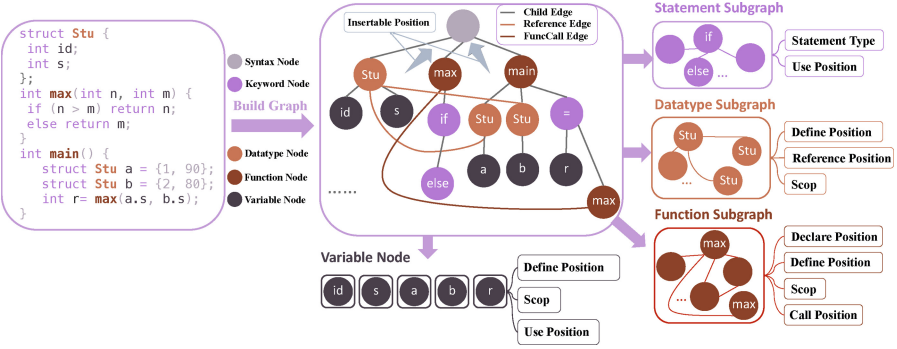 struct Stu {
int id;
int s;
};
int max(int n, int m) {
if (n > m) return n;
else return m;
}
int main() {
struct Stu a = {1, 90};
struct Stu b = {2, 80};
int r= max(a.s, b.s);
}
Syntax Node
Keyword Node
Build Graph
Datatype Node
Function Node
Variable Node
Insertable Position
Child Edge
Reference Edge
FuncCall Edge
Stu
max
main
id
s
if
Stu
Stu
=
else
a
b
r
max
......
Variable Node
id
s
a
b
r
Define Position
Scop
Use Position
Statement Subgraph
if
else
...
Statement Type
Use Position
Datatype Subgraph
Stu
Stu
Stu
...
Define Position
Reference Position
Scop
Function Subgraph
max
...
max
Declare Position
Define Position
Scop
Call Position